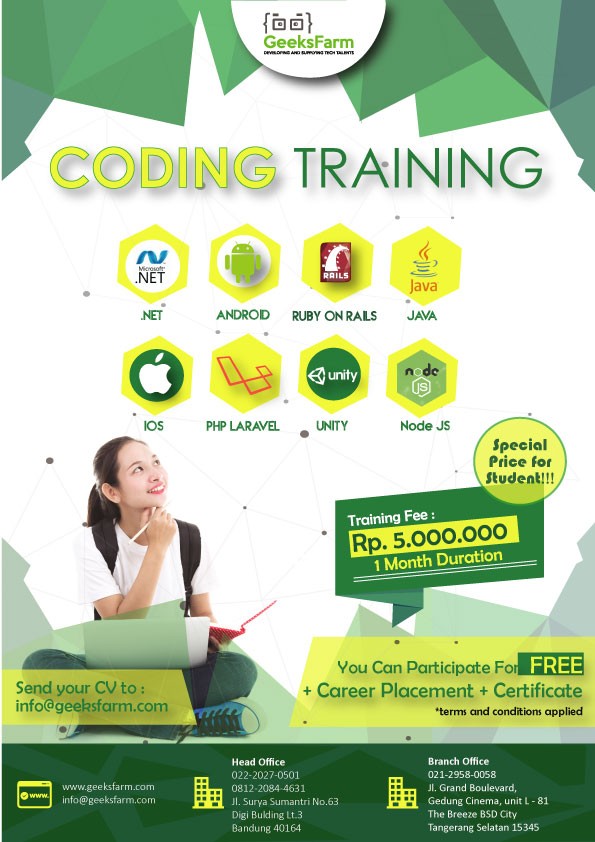 { }
GeeksFarm
DEVELOPING AND SUPPLYING TECH TALENTS
CODING TRAINING
Microsoft®
.NET
RAILS
Java
.NET
ANDROID
RUBY ON RAILS
JAVA
unity
node
JS
IOS
PHP LARAVEL
UNITY
Node JS
Special
Price for
Student!!!
Training Fee :
Rp. 5.000.000
1 Month Duration
You Can Participate For FREE
+ Career Placement + Certificate
*terms and conditions applied
Send your CV to :
info@geeksfarm.com
www.
www.geeksfarm.com
info@geeksfarm.com
Head Office
022-2027-0501
0812-2084-4631
Jl. Surya Sumantri No.63
Digi Bulding Lt.3
Bandung 40164
Branch Office
021-2958-0058
Jl. Grand Boulevard,
Gedung Cinema, unit L - 81
The Breeze BSD City
Tangerang Selatan 15345